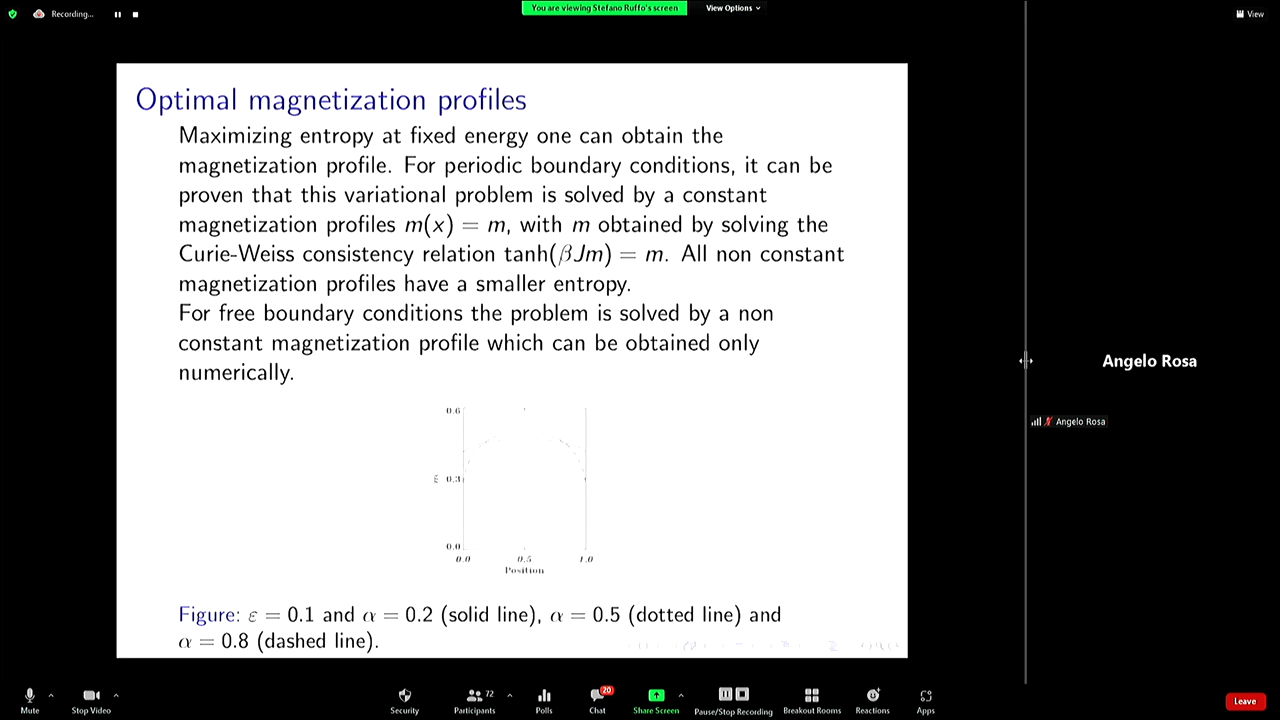 Recording...
You are viewing Stefano Ruffo's screen
View Options
View
Optimal magnetization profiles
Maximizing entropy at fixed energy one can obtain the
magnetization profile. For periodic boundary conditions, it can be
proven that this variational problem is solved by a constant
magnetization profiles m(x) = m, with m obtained by solving the
Curie-Weiss consistency relation tanh(βJm) = m. All non constant
magnetization profiles have a smaller entropy.
For free boundary conditions the problem is solved by a non
constant magnetization profile which can be obtained only
numerically.
0.6
m 0.3
0.0
0.0 0.5 1.0
Position
Figure: ε = 0.1 and α = 0.2 (solid line), α = 0.5 (dotted line) and
α = 0.8 (dashed line).
Angelo Rosa
Angelo Rosa
Mute
Stop Video
Security
Participants 72
Polls
Chat 20
Share Screen
Pause/Stop Recording
Breakout Rooms
Reactions
Apps
Leave